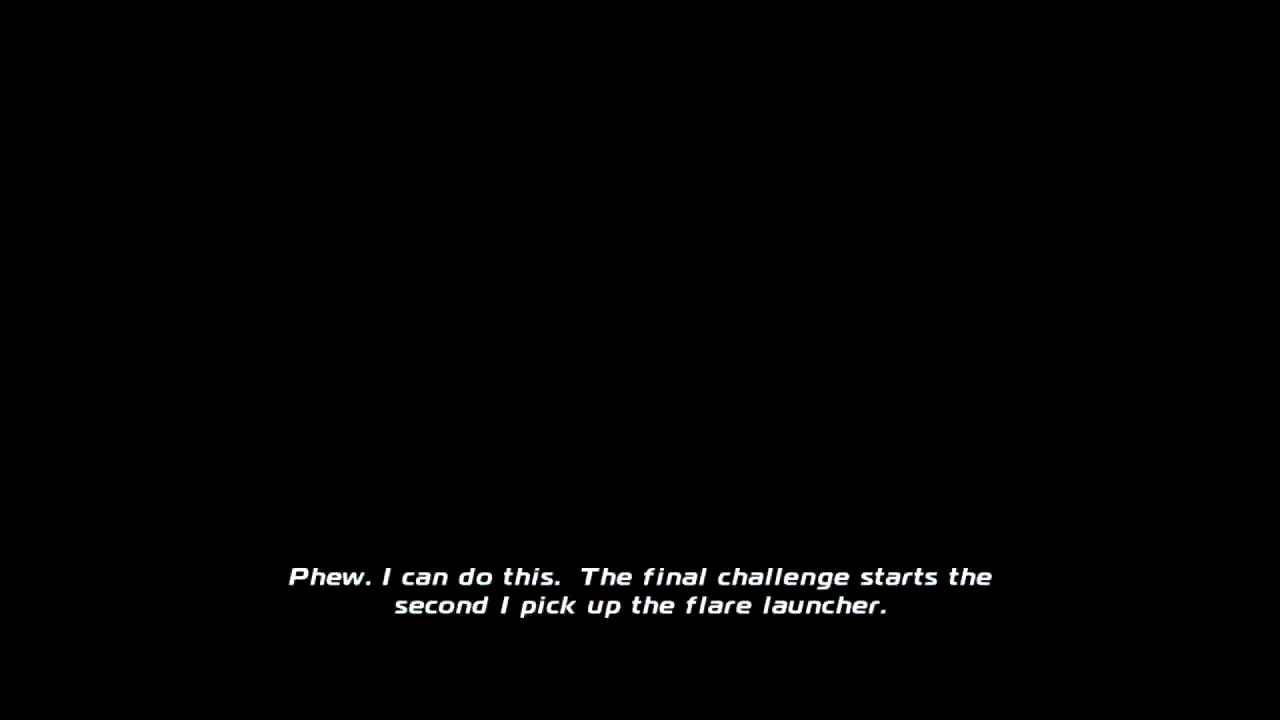 Phew. I can do this.  The final challenge starts the
second I pick up the flare launcher.